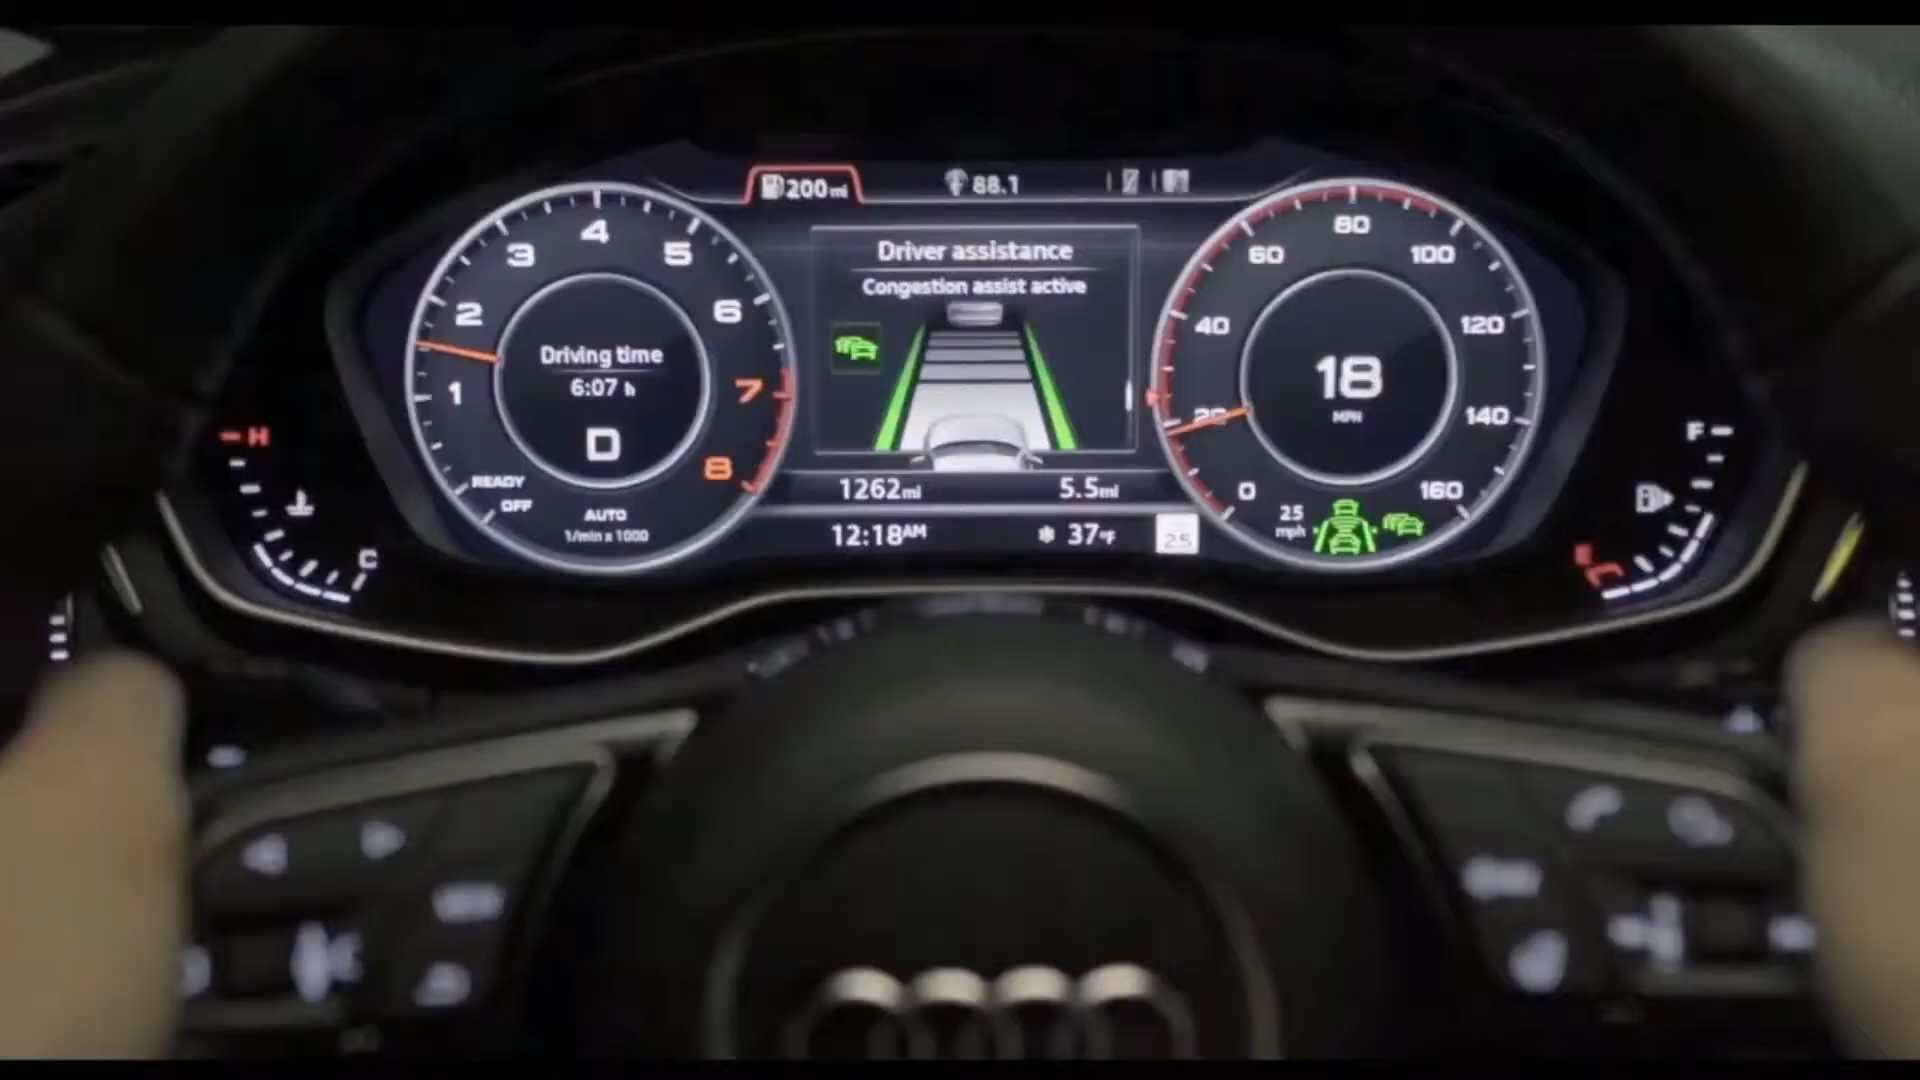 200mi
88.1
Driver assistance
Congestion assist active
1 2 3 4 5 6 7 8
Driving time
6:07 h
D
READY
OFF
AUTO
1/min x 1000
1262mi
5.5mi
12:18AM
37°F
25
0 20 40 60 80 100 120 140 160
18
MPH
25
mph
H
C
F
E